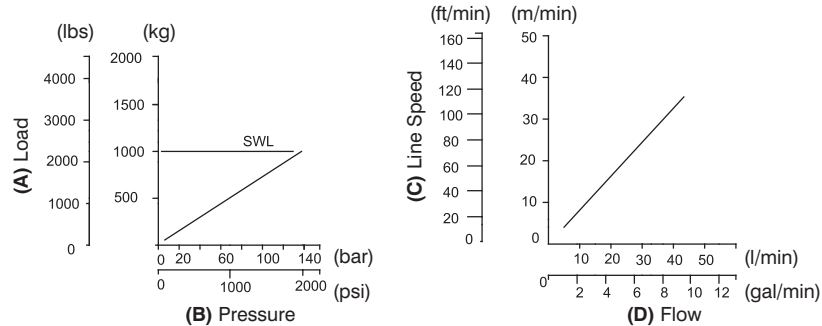 (lbs) (kg)
4000
3000
2000
1000
0
(A) Load
2000
2000
1000
500
SWL
0 20 60 100 140 (bar)
0 1000 2000 (psi)
(B) Pressure
(ft/min) (m/min)
160
140
120
100
80
60
40
20
0
(C) Line Speed
50
50
40
30
20
10
0
10 20 30 40 50 (l/min)
0 2 4 6 8 10 12 (gal/min)
(D) Flow